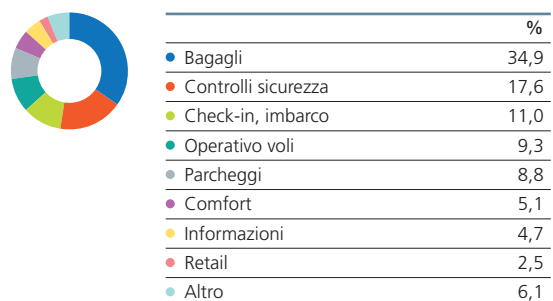 %
Bagagli 34,9
Controlli sicurezza 17,6
Check-in, imbarco 11,0
Operativo voli 9,3
Parcheggi 8,8
Comfort 5,1
Informazioni 4,7
Retail 2,5
Altro 6,1